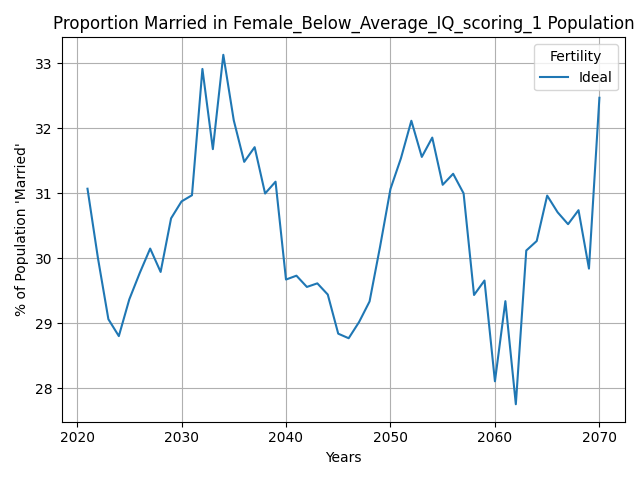 Proportion Married in Female_Below_Average_IQ_scoring_1 Population
Fertility
Ideal
33
32
31
30
29
28
% of Population 'Married'
2020 2030 2040 2050 2060 2070
Years